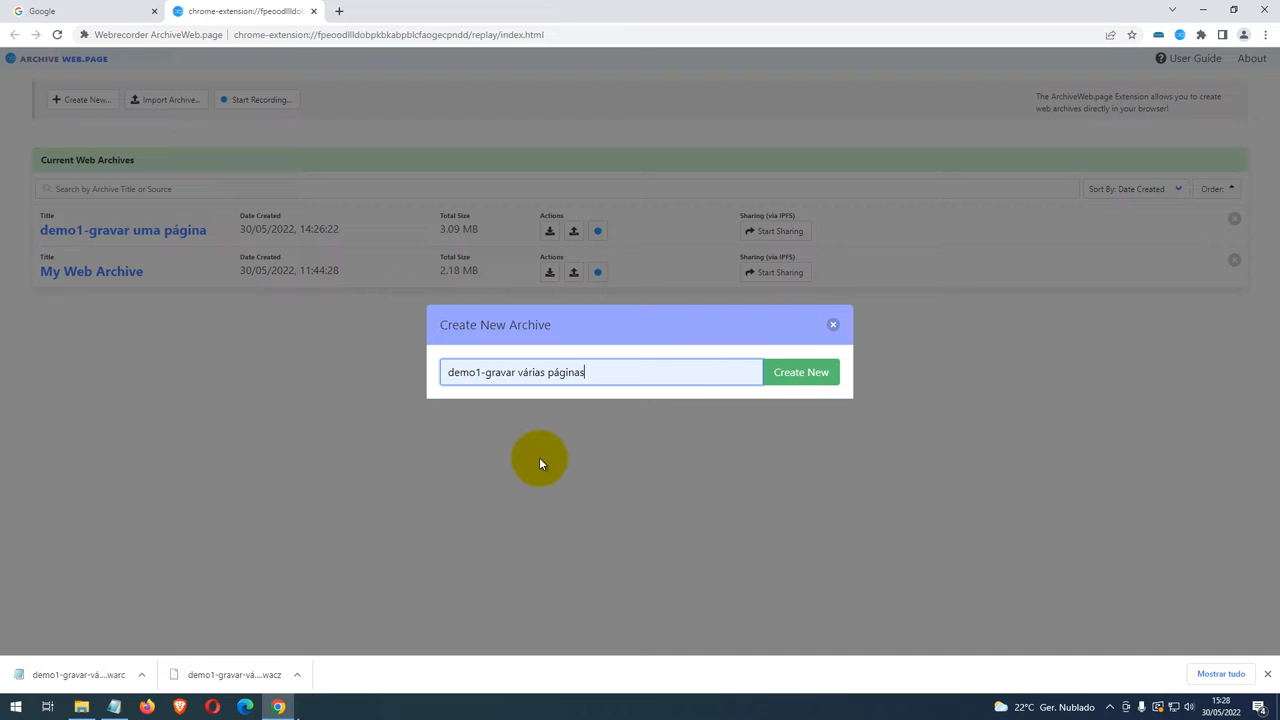 Google
chrome-extension://fpeoodllldob
Webrecorder ArchiveWeb.page
chrome-extension://fpeoodllldobpkbkabpblcfaogecpndd/replay/index.html
ARCHIVE WEB.PAGE
User Guide
About
Create New...
Import Archive...
Start Recording...
The ArchiveWeb.page Extension allows you to create
web archives directly in your browser!
Current Web Archives
Search by Archive Title or Source
Sort By: Date Created
Order:
Title
Date Created
Total Size
Actions
Sharing (via IPFS)
demo1-gravar uma página
30/05/2022, 14:26:22
3.09 MB
Start Sharing
Title
Date Created
Total Size
Actions
Sharing (via IPFS)
My Web Archive
30/05/2022, 11:44:28
2.18 MB
Start Sharing
Create New Archive
demo1-gravar várias páginas
Create New
demo1-gravar-vá....warc
demo1-gravar-vá....wacz
Mostrar tudo
22°C Ger. Nublado
15:28
30/05/2022
4